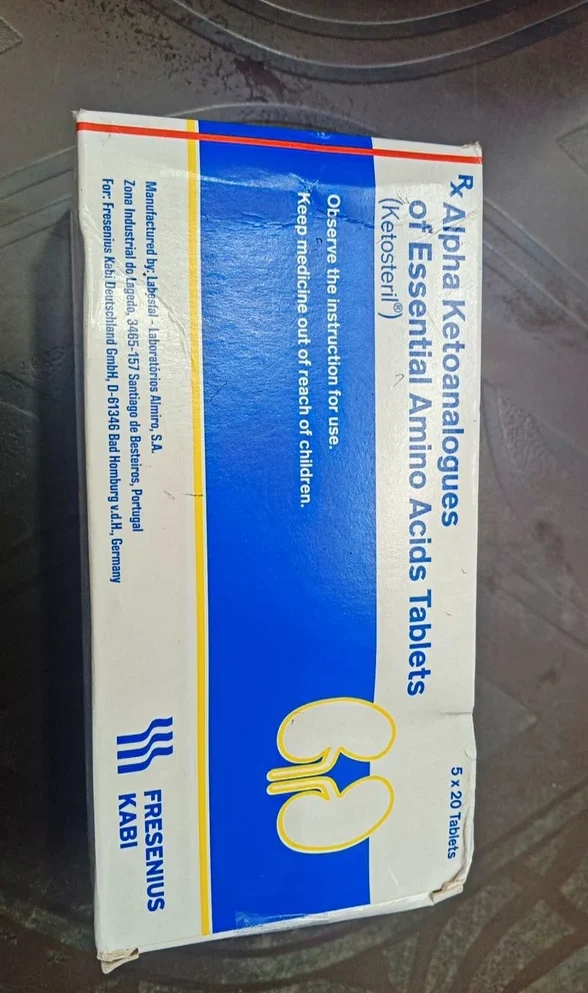 Rx Alpha Ketoanalogues
of Essential Amino Acids Tablets
(Ketosteril®)
5 x 20 Tablets
Observe the instruction for use.
Keep medicine out of reach of children.
Manufactured by: Labesfal - Laboratórios Almiro, S.A.
Zona Industrial do Lagedo, 3465-157 Santiago de Besteiros, Portugal
For: Fresenius Kabi Deutschland GmbH, D-61346 Bad Homburg v.d.H., Germany
FRESENIUS
KABI